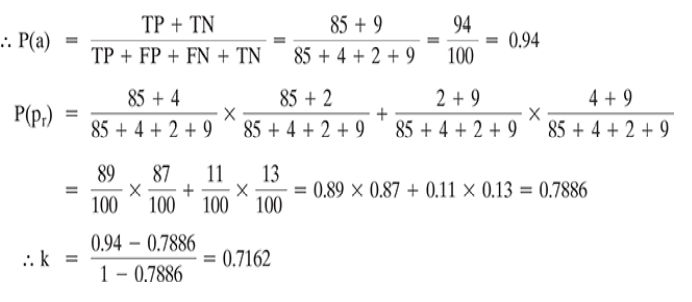 ∴ P(a) = (TP + TN) / (TP + FP + FN + TN) = (85 + 9) / (85 + 4 + 2 + 9) = 94 / 100 = 0.94
P(pᵣ) = (85 + 4) / (85 + 4 + 2 + 9) × (85 + 2) / (85 + 4 + 2 + 9) + (2 + 9) / (85 + 4 + 2 + 9) × (4 + 9) / (85 + 4 + 2 + 9)
= 89 / 100 × 87 / 100 + 11 / 100 × 13 / 100 = 0.89 × 0.87 + 0.11 × 0.13 = 0.7886
∴ k = (0.94 − 0.7886) / (1 − 0.7886) = 0.7162